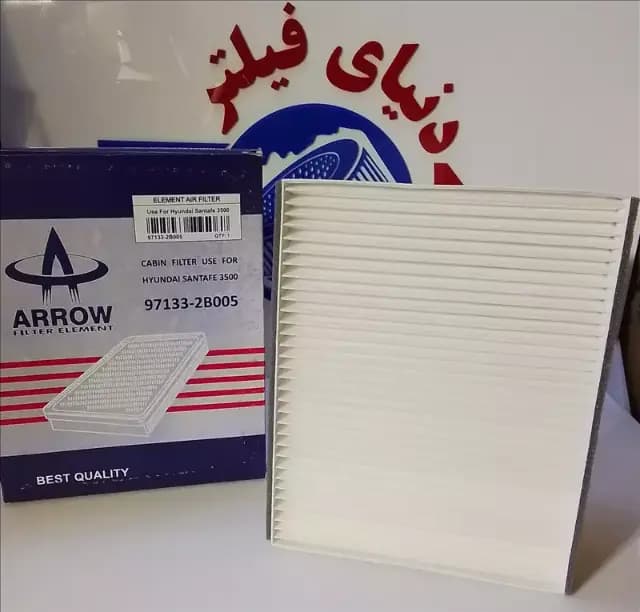 دنیای فیلتر
ELEMENT AIR FILTER
Use For Hyundai Santafe 3500
97133-2B005 QTY: 1
CABIN FILTER USE FOR
HYUNDAI SANTAFE 3500
97133-2B005
ARROW
FILTER ELEMENT
BEST QUALITY